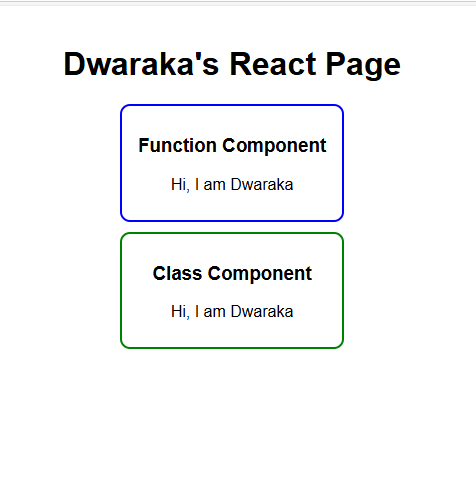 Dwaraka's React Page
Function Component
Hi, I am Dwaraka
Class Component
Hi, I am Dwaraka